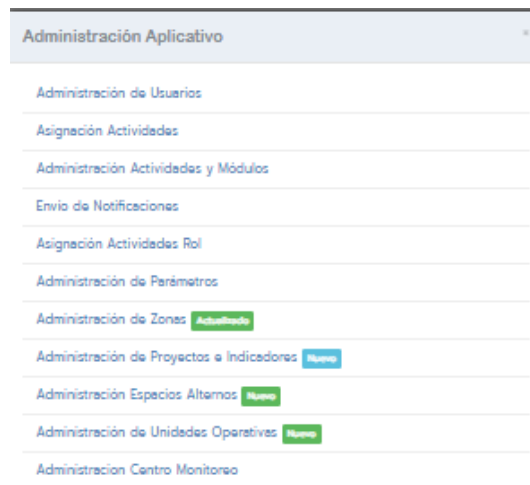 Administración Aplicativo
Administración de Usuarios
Asignación Actividades
Administración Actividades y Módulos
Envio de Notificaciones
Asignación Actividades Rol
Administración de Parámetros
Administración de Zonas Actualizado
Administración de Proyectos e Indicadores Nuevo
Administración Espacios Alternos Nuevo
Administración de Unidades Operativas Nuevo
Administracion Centro Monitoreo